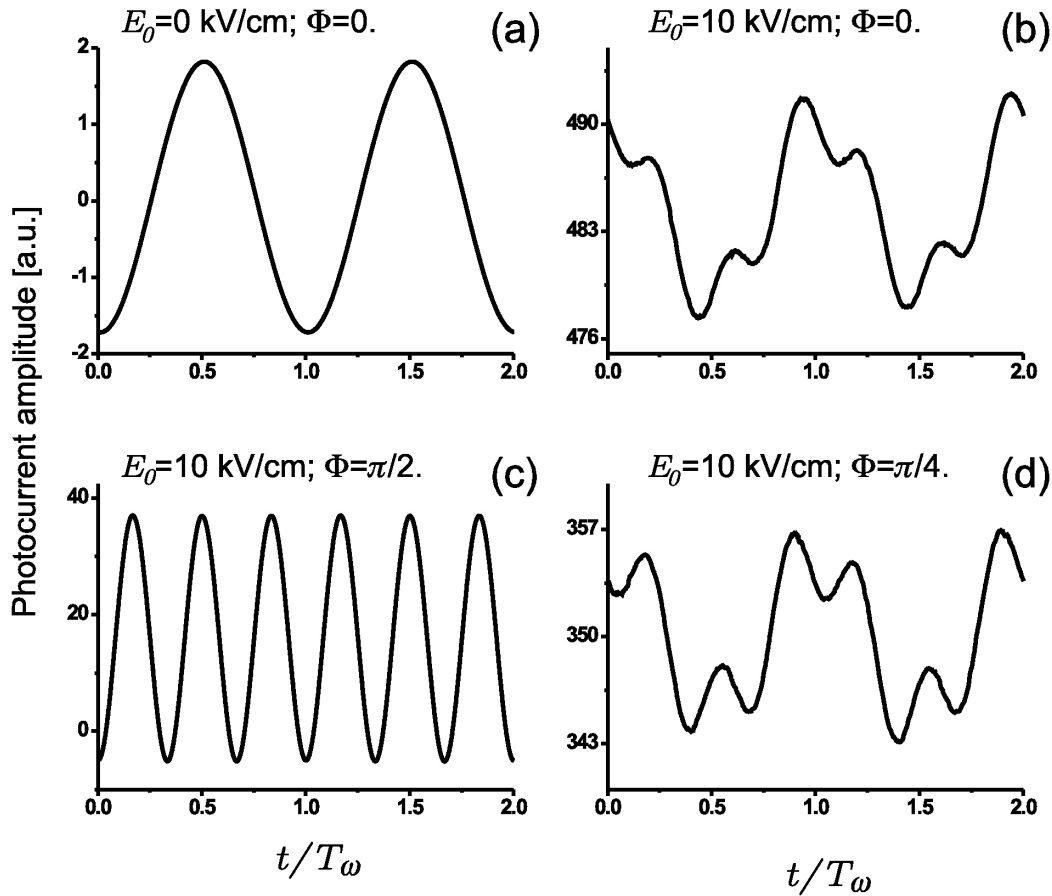 E₀=0 kV/cm; Φ=0. (a)
E₀=10 kV/cm; Φ=0. (b)
2
1
0
-1
-2
0.0 0.5 1.0 1.5 2.0
490
483
476
0.0 0.5 1.0 1.5 2.0
Photocurrent amplitude [a.u.]
E₀=10 kV/cm; Φ=π/2. (c)
E₀=10 kV/cm; Φ=π/4. (d)
40
20
0
0.0 0.5 1.0 1.5 2.0
357
350
343
0.0 0.5 1.0 1.5 2.0
t/Tω
t/Tω